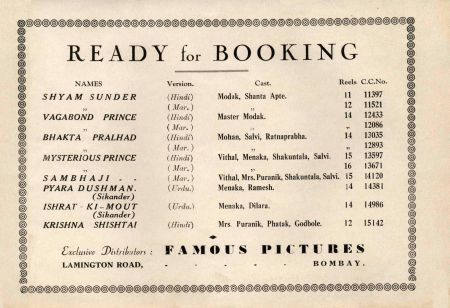 READY for BOOKING
NAMES Version. Cast. Reels C.C.No.
SHYAM SUNDER (Hindi) Modak, Shanta Apte. 11 11397
„ (Mar.) „ 12 11521
VAGABOND PRINCE (Hindi) Master Modak. 14 12433
„ (Mar.) „ „ 12086
BHAKTA PRALHAD (Hindi) Mohan, Salvi, Ratnaprabha. 14 13035
„ (Mar.) „ „ 12893
MYSTERIOUS PRINCE (Hindi) Vithal, Menaka, Shakuntala, Salvi. 15 13597
„ (Mar.) „ 16 13671
SAMBHAJI - - (Mar.) Vithal, Mrs. Puranik, Shakuntala, Salvi. 15 14120
PYARA DUSHMAN. (Urdu.) Menaka, Ramesh. 14 14381
(Sikander)
ISHRAT - KI - MOUT (Urdu.) Menaka, Dilara. 14 14986
(Sikander)
KRISHNA SHISHTAI (Hindi) Mrs. Puranik, Phatak, Godbole. 12 15142
Exclusive Distributors : FAMOUS PICTURES
LAMINGTON ROAD, - - - - - BOMBAY.